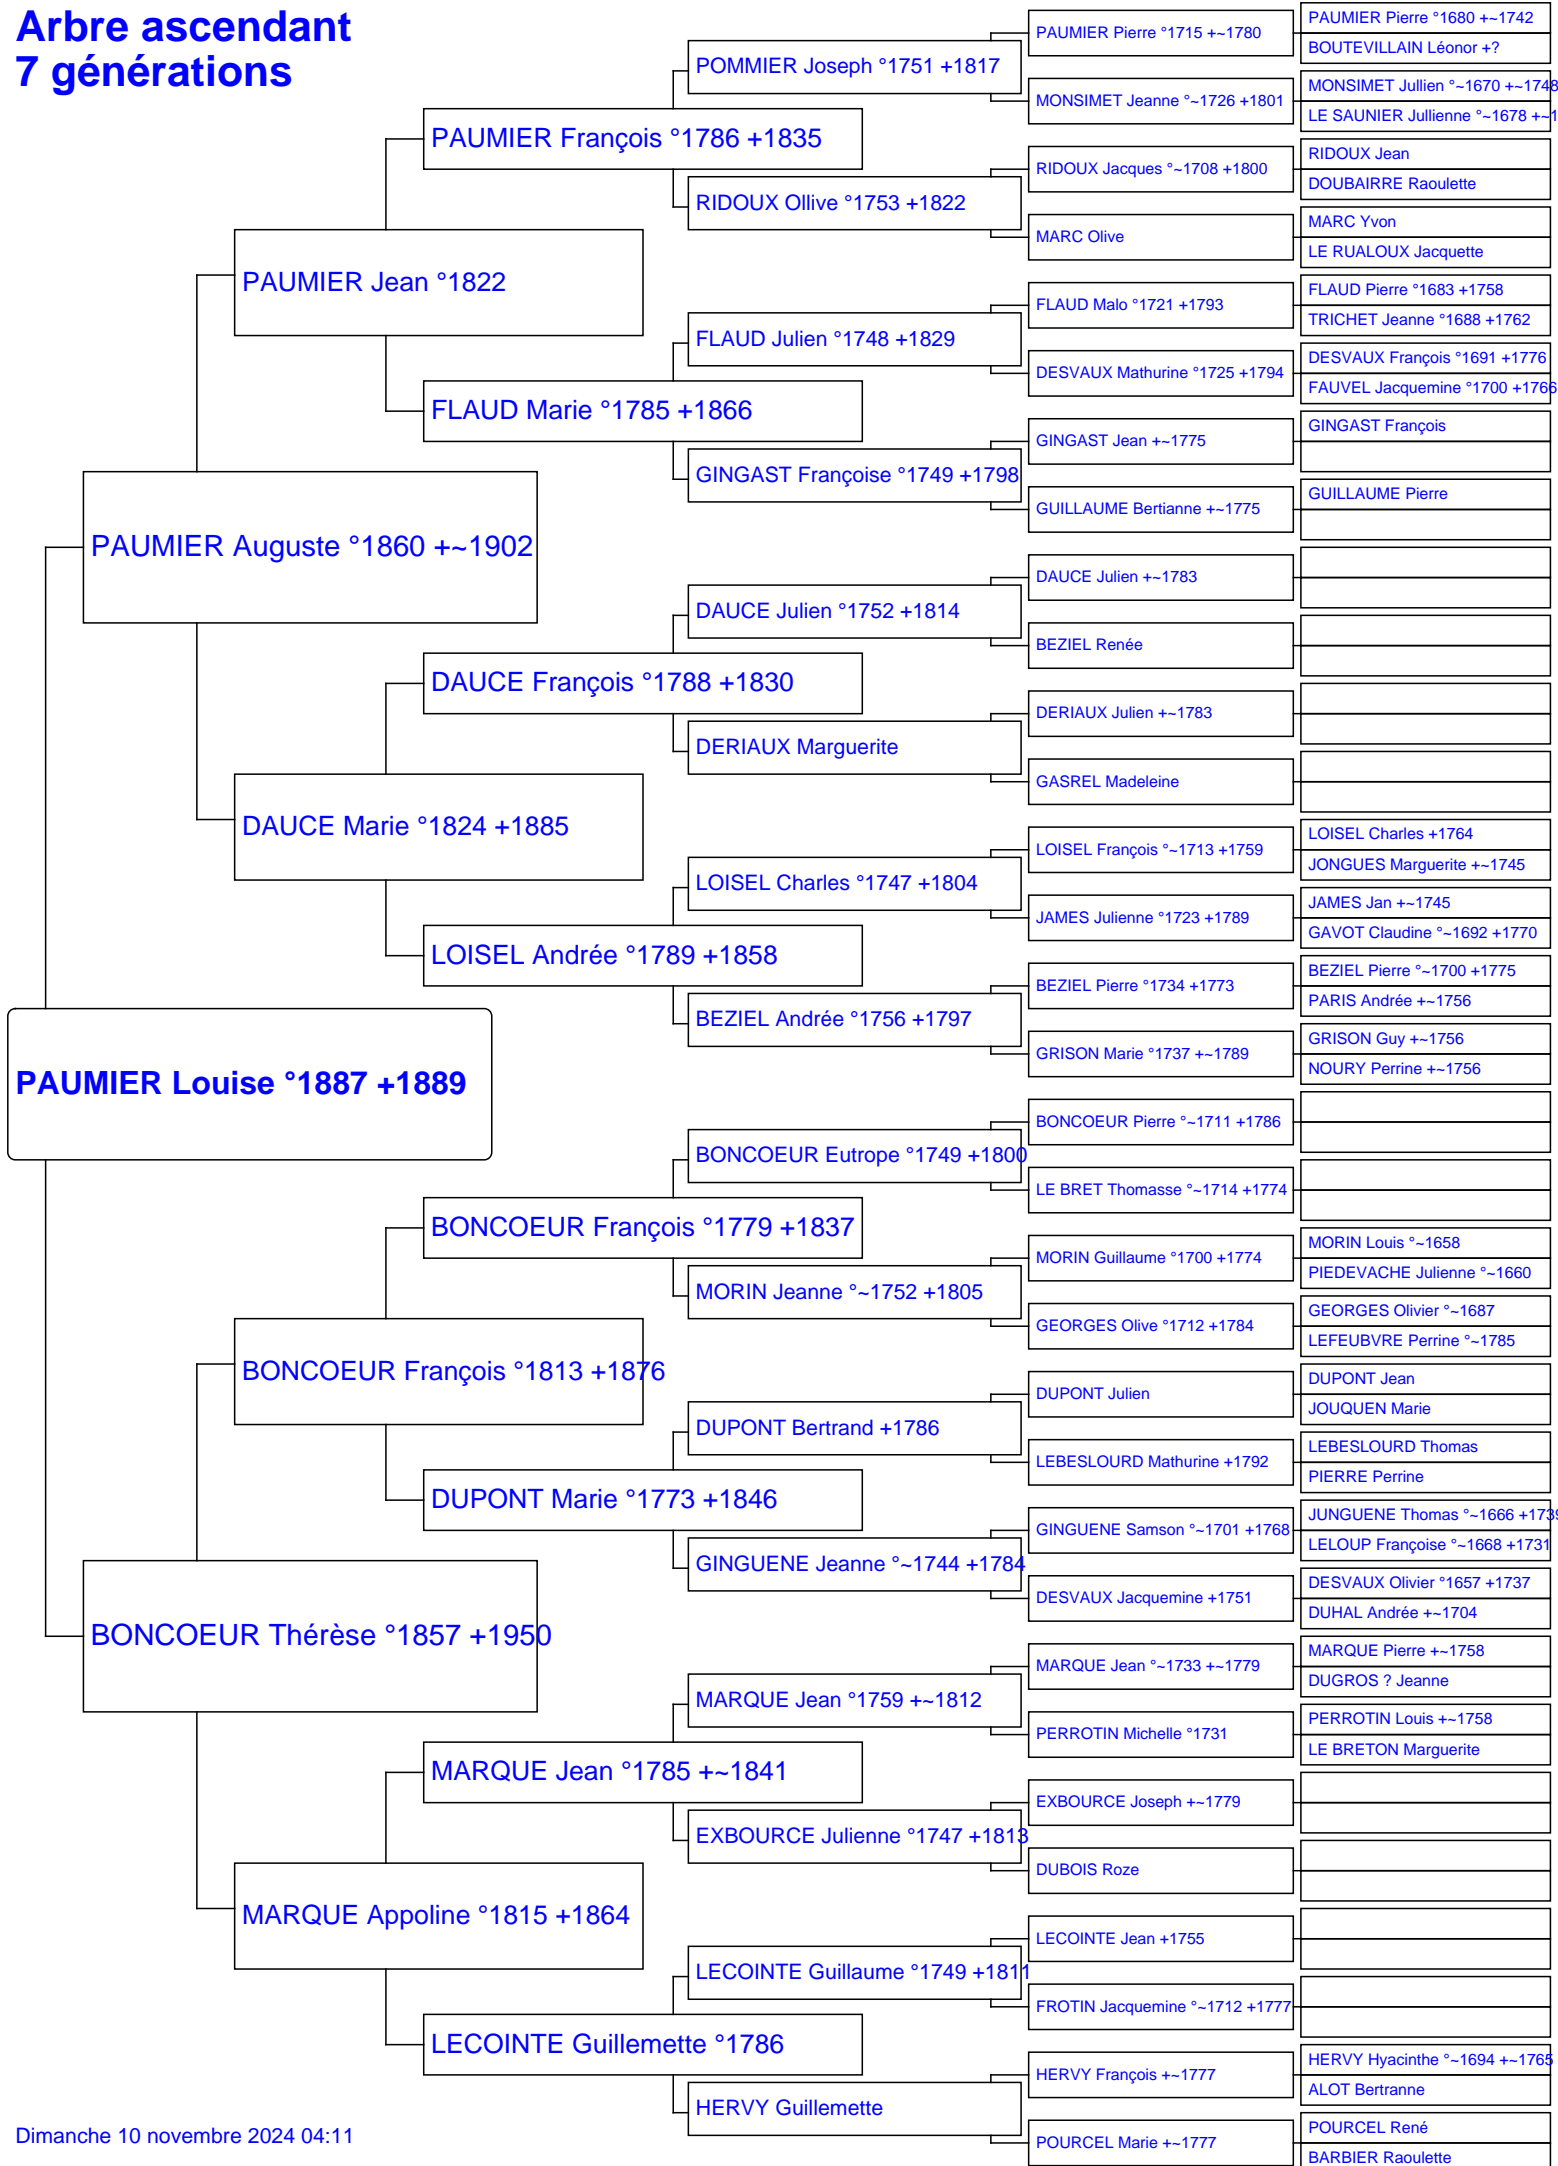 Arbre ascendant
7 générations
PAUMIER Louise °1887 +1889
PAUMIER Auguste °1860 +~1902
BONCOEUR Thérèse °1857 +1950
PAUMIER Jean °1822
DAUCE Marie °1824 +1885
BONCOEUR François °1813 +1876
MARQUE Appoline °1815 +1864
PAUMIER François °1786 +1835
FLAUD Marie °1785 +1866
DAUCE François °1788 +1830
LOISEL Andrée °1789 +1858
BONCOEUR François °1779 +1837
DUPONT Marie °1773 +1846
MARQUE Jean °1785 +~1841
LECOINTE Guillemette °1786
POMMIER Joseph °1751 +1817
RIDOUX Ollive °1753 +1822
FLAUD Julien °1748 +1829
GINGAST Françoise °1749 +1798
DAUCE Julien °1752 +1814
DERIAUX Marguerite
LOISEL Charles °1747 +1804
BEZIEL Andrée °1756 +1797
BONCOEUR Eutrope °1749 +1800
MORIN Jeanne °~1752 +1805
DUPONT Bertrand +1786
GINGUENE Jeanne °~1744 +1784
MARQUE Jean °1759 +~1812
EXBOURCE Julienne °1747 +1813
LECOINTE Guillaume °1749 +1811
HERVY Guillemette
PAUMIER Pierre °1715 +~1780
MONSIMET Jeanne °~1726 +1801
RIDOUX Jacques °~1708 +1800
MARC Olive
FLAUD Malo °1721 +1793
DESVAUX Mathurine °1725 +1794
GINGAST Jean +~1775
GUILLAUME Bertianne +~1775
DAUCE Julien +~1783
BEZIEL Renée
DERIAUX Julien +~1783
GASREL Madeleine
LOISEL François °~1713 +1759
JAMES Julienne °1723 +1789
BEZIEL Pierre °1734 +1773
GRISON Marie °1737 +~1789
BONCOEUR Pierre °~1711 +1786
LE BRET Thomasse °~1714 +1774
MORIN Guillaume °1700 +1774
GEORGES Olive °1712 +1784
DUPONT Julien
LEBESLOURD Mathurine +1792
GINGUENE Samson °~1701 +1768
DESVAUX Jacquemine +1751
MARQUE Jean °~1733 +~1779
PERROTIN Michelle °1731
EXBOURCE Joseph +~1779
DUBOIS Roze
LECOINTE Jean +1755
FROTIN Jacquemine °~1712 +1777
HERVY François +~1777
POURCEL Marie +~1777
PAUMIER Pierre °1680 +~1742
BOUTEVILLAIN Léonor +?
MONSIMET Jullien °~1670 +~1748
LE SAUNIER Jullienne °~1678 +~1
RIDOUX Jean
DOUBAIRRE Raoulette
MARC Yvon
LE RUALOUX Jacquette
FLAUD Pierre °1683 +1758
TRICHET Jeanne °1688 +1762
DESVAUX François °1691 +1776
FAUVEL Jacquemine °1700 +1766
GINGAST François
GUILLAUME Pierre
LOISEL Charles +1764
JONGUES Marguerite +~1745
JAMES Jan +~1745
GAVOT Claudine °~1692 +1770
BEZIEL Pierre °~1700 +1775
PARIS Andrée +~1756
GRISON Guy +~1756
NOURY Perrine +~1756
MORIN Louis °~1658
PIEDEVACHE Julienne °~1660
GEORGES Olivier °~1687
LEFEUBVRE Perrine °~1785
DUPONT Jean
JOUQUEN Marie
LEBESLOURD Thomas
PIERRE Perrine
JUNGUENE Thomas °~1666 +1739
LELOUP Françoise °~1668 +1731
DESVAUX Olivier °1657 +1737
DUHAL Andrée +~1704
MARQUE Pierre +~1758
DUGROS ? Jeanne
PERROTIN Louis +~1758
LE BRETON Marguerite
HERVY Hyacinthe °~1694 +~1765
ALOT Bertranne
POURCEL René
BARBIER Raoulette
Dimanche 10 novembre 2024 04:11